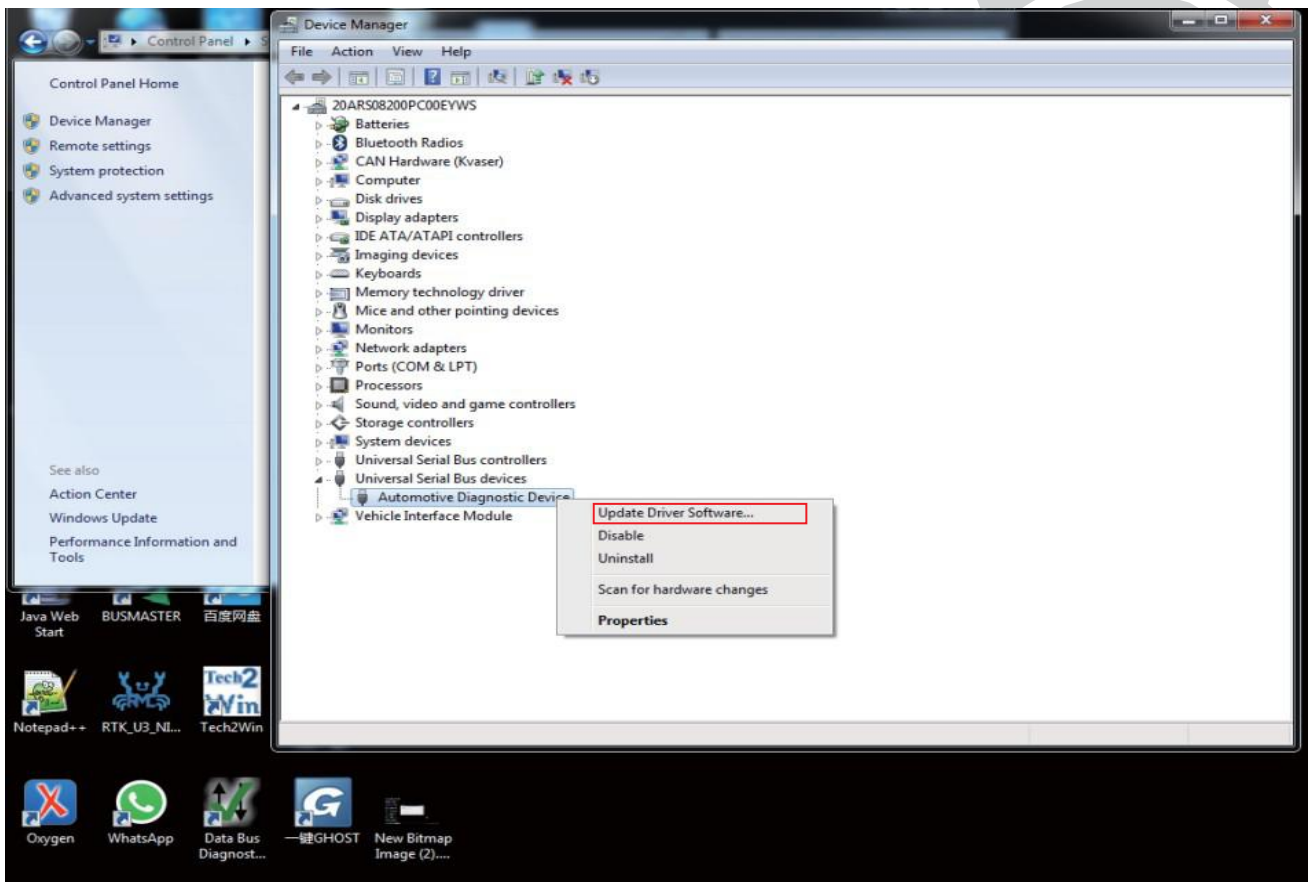 Control Panel
Device Manager
File Action View Help
Control Panel Home
Device Manager
Remote settings
System protection
Advanced system settings
See also
Action Center
Windows Update
Performance Information and
Tools
20ARS08200PC00EYWS
Batteries
Bluetooth Radios
CAN Hardware (Kvaser)
Computer
Disk drives
Display adapters
IDE ATA/ATAPI controllers
Imaging devices
Keyboards
Memory technology driver
Mice and other pointing devices
Monitors
Network adapters
Ports (COM & LPT)
Processors
Sound, video and game controllers
Storage controllers
System devices
Universal Serial Bus controllers
Universal Serial Bus devices
Automotive Diagnostic Device
Vehicle Interface Module
Update Driver Software...
Disable
Uninstall
Scan for hardware changes
Properties
Java Web
Start
BUSMASTER
百度网盘
Notepad++
RTK_U3_NI...
Tech2
Win
Tech2Win
Oxygen
WhatsApp
Data Bus
Diagnost...
一键GHOST
New Bitmap
Image (2)....